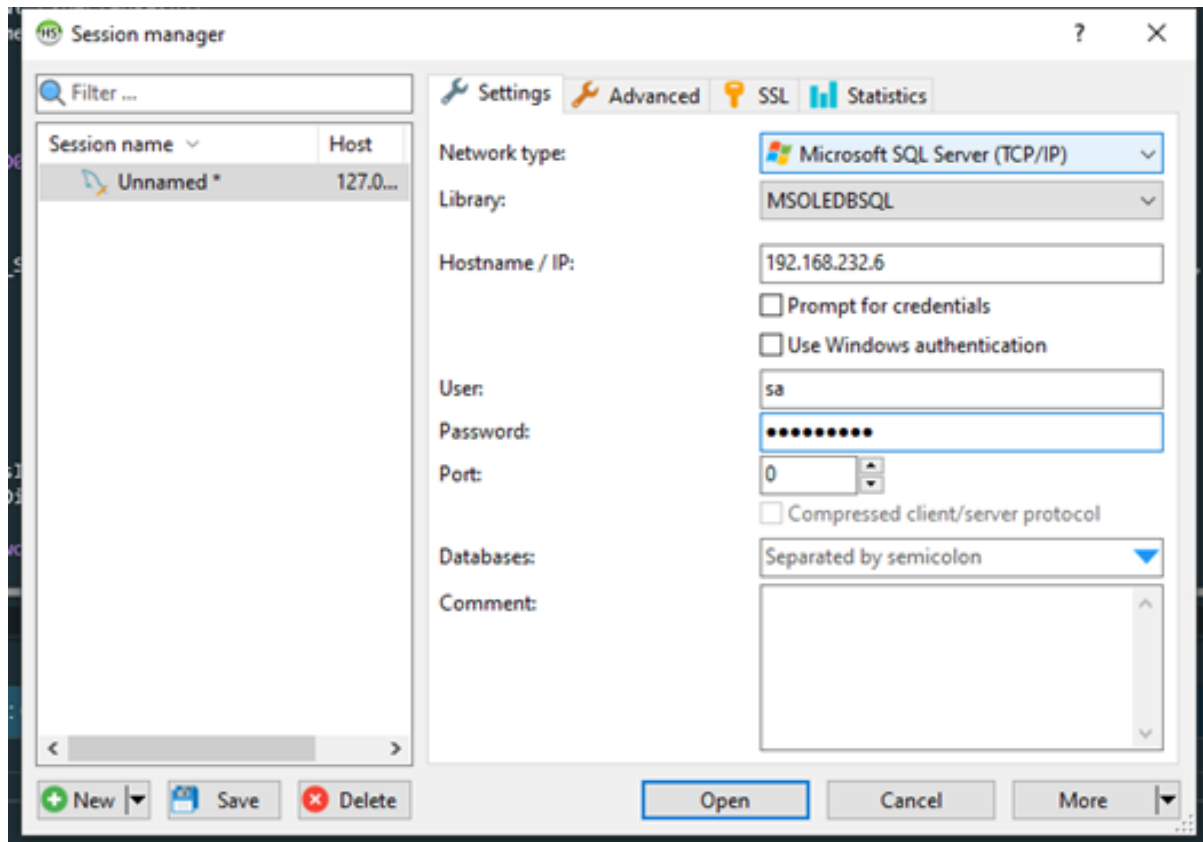 HS Session manager ? ×
Filter ...
Session name Host
Unnamed * 127.0...
Settings Advanced SSL Statistics
Network type: Microsoft SQL Server (TCP/IP)
Library: MSOLEDBSQL
Hostname / IP: 192.168.232.6
Prompt for credentials
Use Windows authentication
User: sa
Password: •••••••••
Port: 0
Compressed client/server protocol
Databases: Separated by semicolon
Comment:
New Save Delete
Open Cancel More